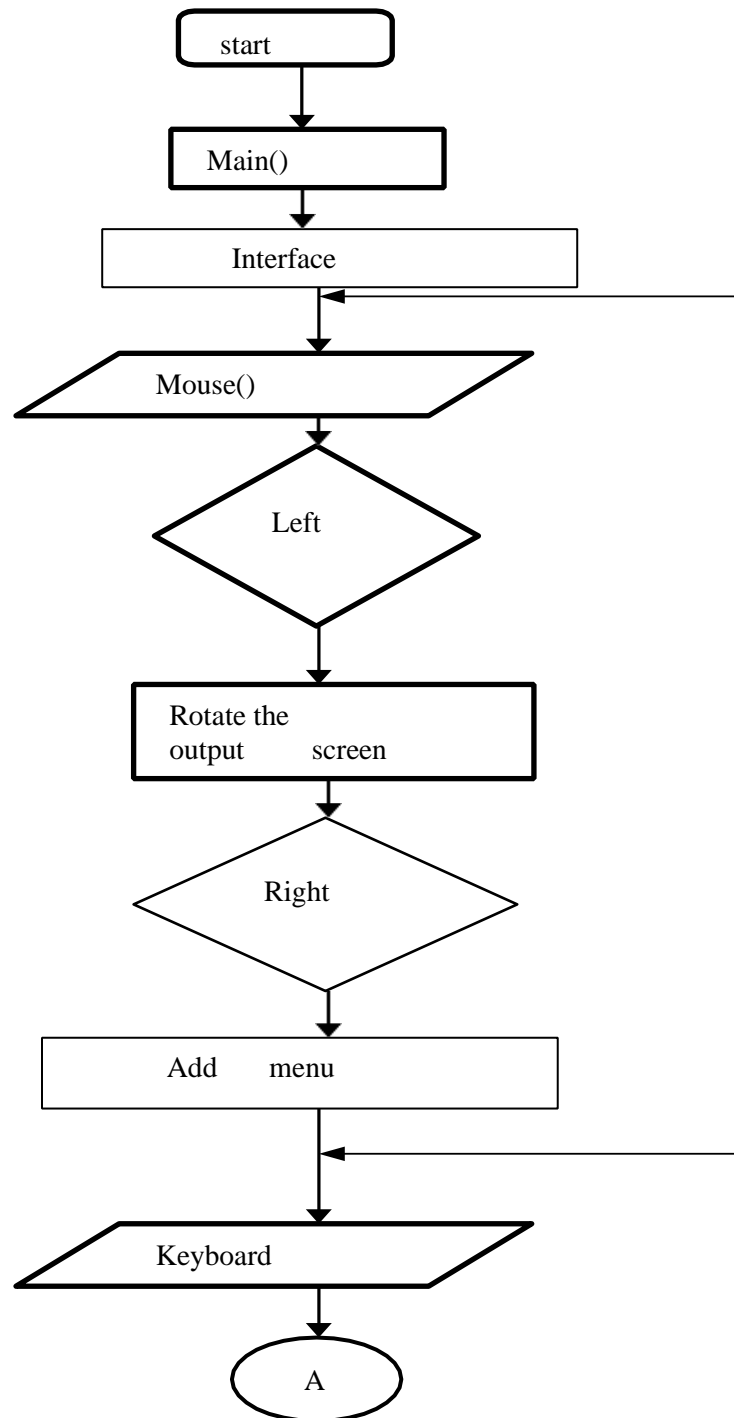 start
Main()
Interface
Mouse()
Left
Rotate the
output screen
Right
Add menu
Keyboard
A